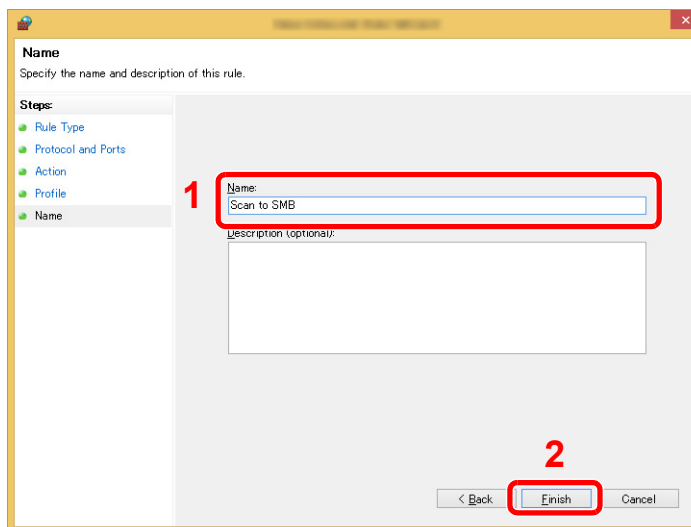 Name
Specify the name and description of this rule.
Steps:
Rule Type
Protocol and Ports
Action
Profile
Name
1
Name:
Scan to SMB
Description (optional):
2
< Back
Finish
Cancel